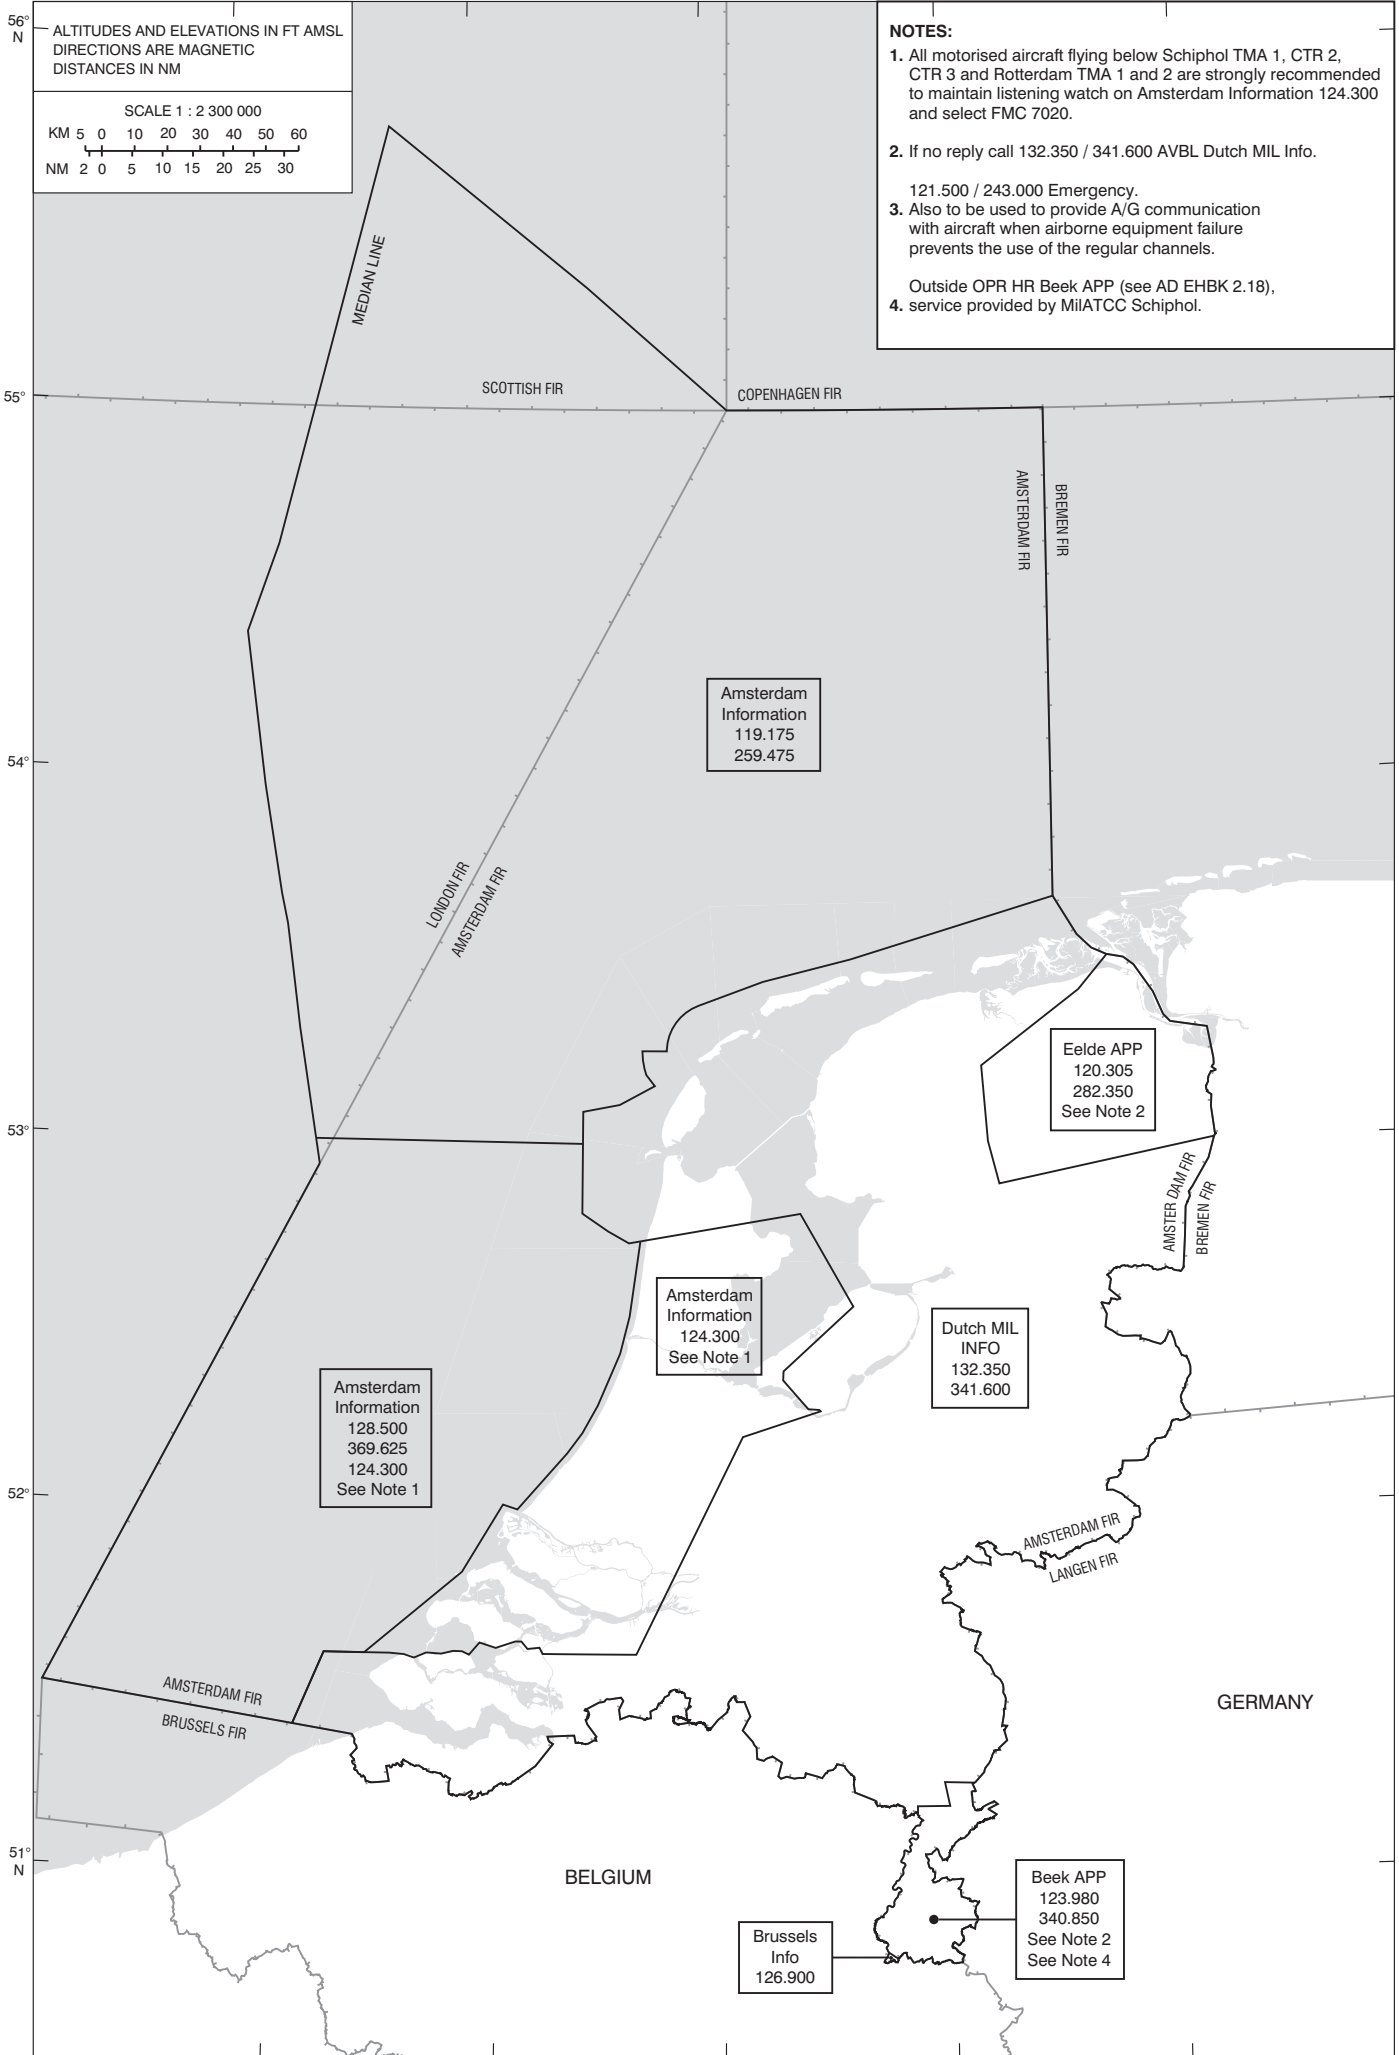 56°
N
ALTITUDES AND ELEVATIONS IN FT AMSL
DIRECTIONS ARE MAGNETIC
DISTANCES IN NM
SCALE 1 : 2 300 000
KM 5 0 10 20 30 40 50 60
NM 2 0 5 10 15 20 25 30
NOTES:
1. All motorised aircraft flying below Schiphol TMA 1, CTR 2,
CTR 3 and Rotterdam TMA 1 and 2 are strongly recommended
to maintain listening watch on Amsterdam Information 124.300
and select FMC 7020.
2. If no reply call 132.350 / 341.600 AVBL Dutch MIL Info.
121.500 / 243.000 Emergency.
3. Also to be used to provide A/G communication
with aircraft when airborne equipment failure
prevents the use of the regular channels.
Outside OPR HR Beek APP (see AD EHBK 2.18),
4. service provided by MilATCC Schiphol.
MEDIAN LINE
55°
SCOTTISH FIR
COPENHAGEN FIR
AMSTERDAM FIR
BREMEN FIR
Amsterdam
Information
119.175
259.475
54°
LONDON FIR
AMSTERDAM FIR
Eelde APP
120.305
282.350
See Note 2
53°
AMSTER DAM FIR
BREMEN FIR
Amsterdam
Information
124.300
See Note 1
Dutch MIL
INFO
132.350
341.600
Amsterdam
Information
128.500
369.625
124.300
See Note 1
52°
AMSTERDAM FIR
LANGEN FIR
AMSTERDAM FIR
BRUSSELS FIR
GERMANY
51°
N
BELGIUM
Beek APP
123.980
340.850
See Note 2
See Note 4
Brussels
Info
126.900